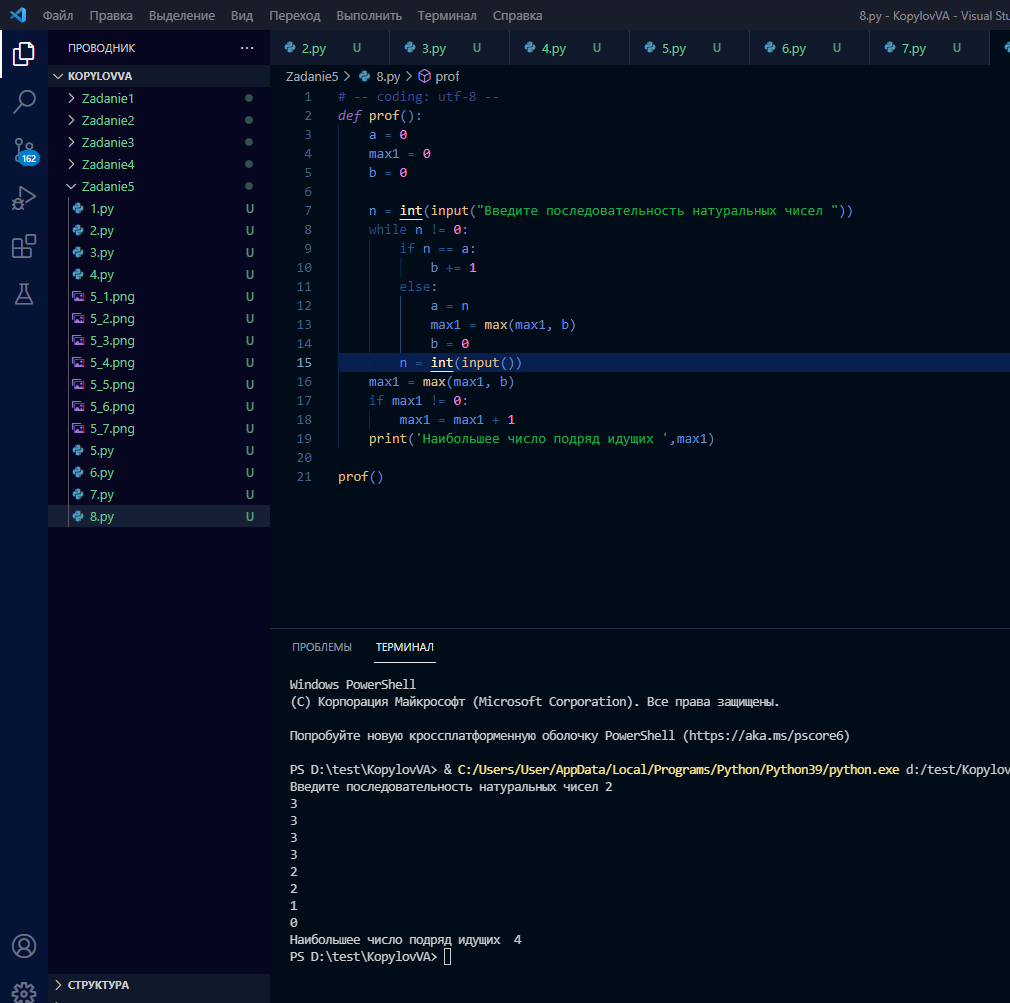 Файл Правка Выделение Вид Переход Выполнить Терминал Справка 8.py - KopylovVA - Visual Stu
ПРОВОДНИК ...
2.py U 3.py U 4.py U 5.py U 6.py U 7.py U
KOPYLOVVA
Zadanie1
Zadanie2
Zadanie3
Zadanie4
Zadanie5
1.py U
2.py U
3.py U
4.py U
5_1.png U
5_2.png U
5_3.png U
5_4.png U
5_5.png U
5_6.png U
5_7.png U
5.py U
6.py U
7.py U
8.py U
162
СТРУКТУРА
Zadanie5 > 8.py > prof
1 # -- coding: utf-8 --
2 def prof():
3 a = 0
4 max1 = 0
5 b = 0
6
7 n = int(input("Введите последовательность натуральных чисел "))
8 while n != 0:
9 if n == a:
10 b += 1
11 else:
12 a = n
13 max1 = max(max1, b)
14 b = 0
15 n = int(input())
16 max1 = max(max1, b)
17 if max1 != 0:
18 max1 = max1 + 1
19 print('Наибольшее число подряд идущих ',max1)
20
21 prof()
ПРОБЛЕМЫ ТЕРМИНАЛ
Windows PowerShell
(C) Корпорация Майкрософт (Microsoft Corporation). Все права защищены.
Попробуйте новую кроссплатформенную оболочку PowerShell (https://aka.ms/pscore6)
PS D:\test\KopylovVA> & C:/Users/User/AppData/Local/Programs/Python/Python39/python.exe d:/test/Kopylov
Введите последовательность натуральных чисел 2
3
3
3
3
2
2
1
0
Наибольшее число подряд идущих  4
PS D:\test\KopylovVA>